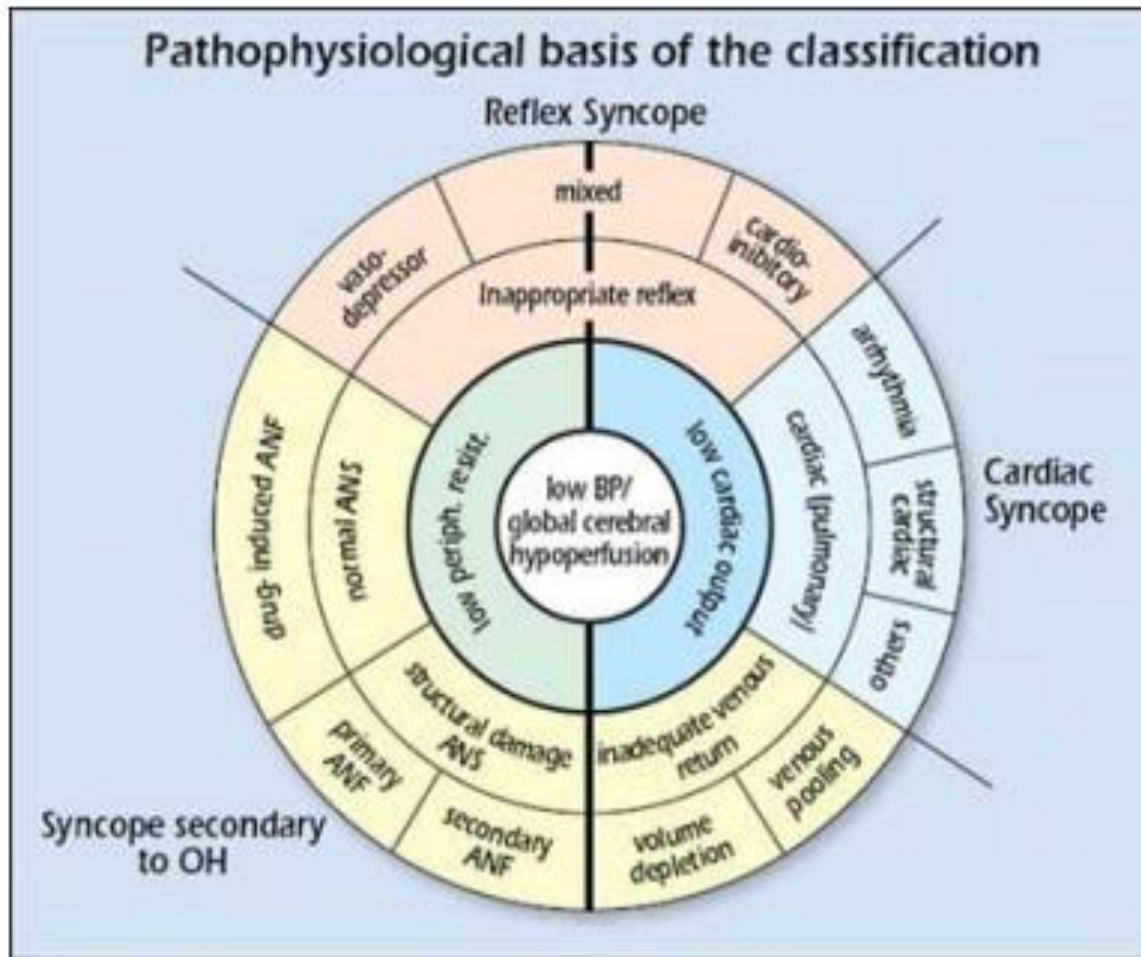 Pathophysiological basis of the classification
Reflex Syncope
mixed
vaso-
depressor
cardio-
inibitory
Inappropriate reflex
arrhythmia
drug- induced ANF
normal ANS
low periph. resist.
low BP/
global cerebral
hypoperfusion
low cardiac output
cardiac (pulmonary)
structural
cardiac
Cardiac
Syncope
others
structural damage
ANS
inadequate venous
return
primary
ANF
venous
pooling
secondary
ANF
volume
depletion
Syncope secondary
to OH